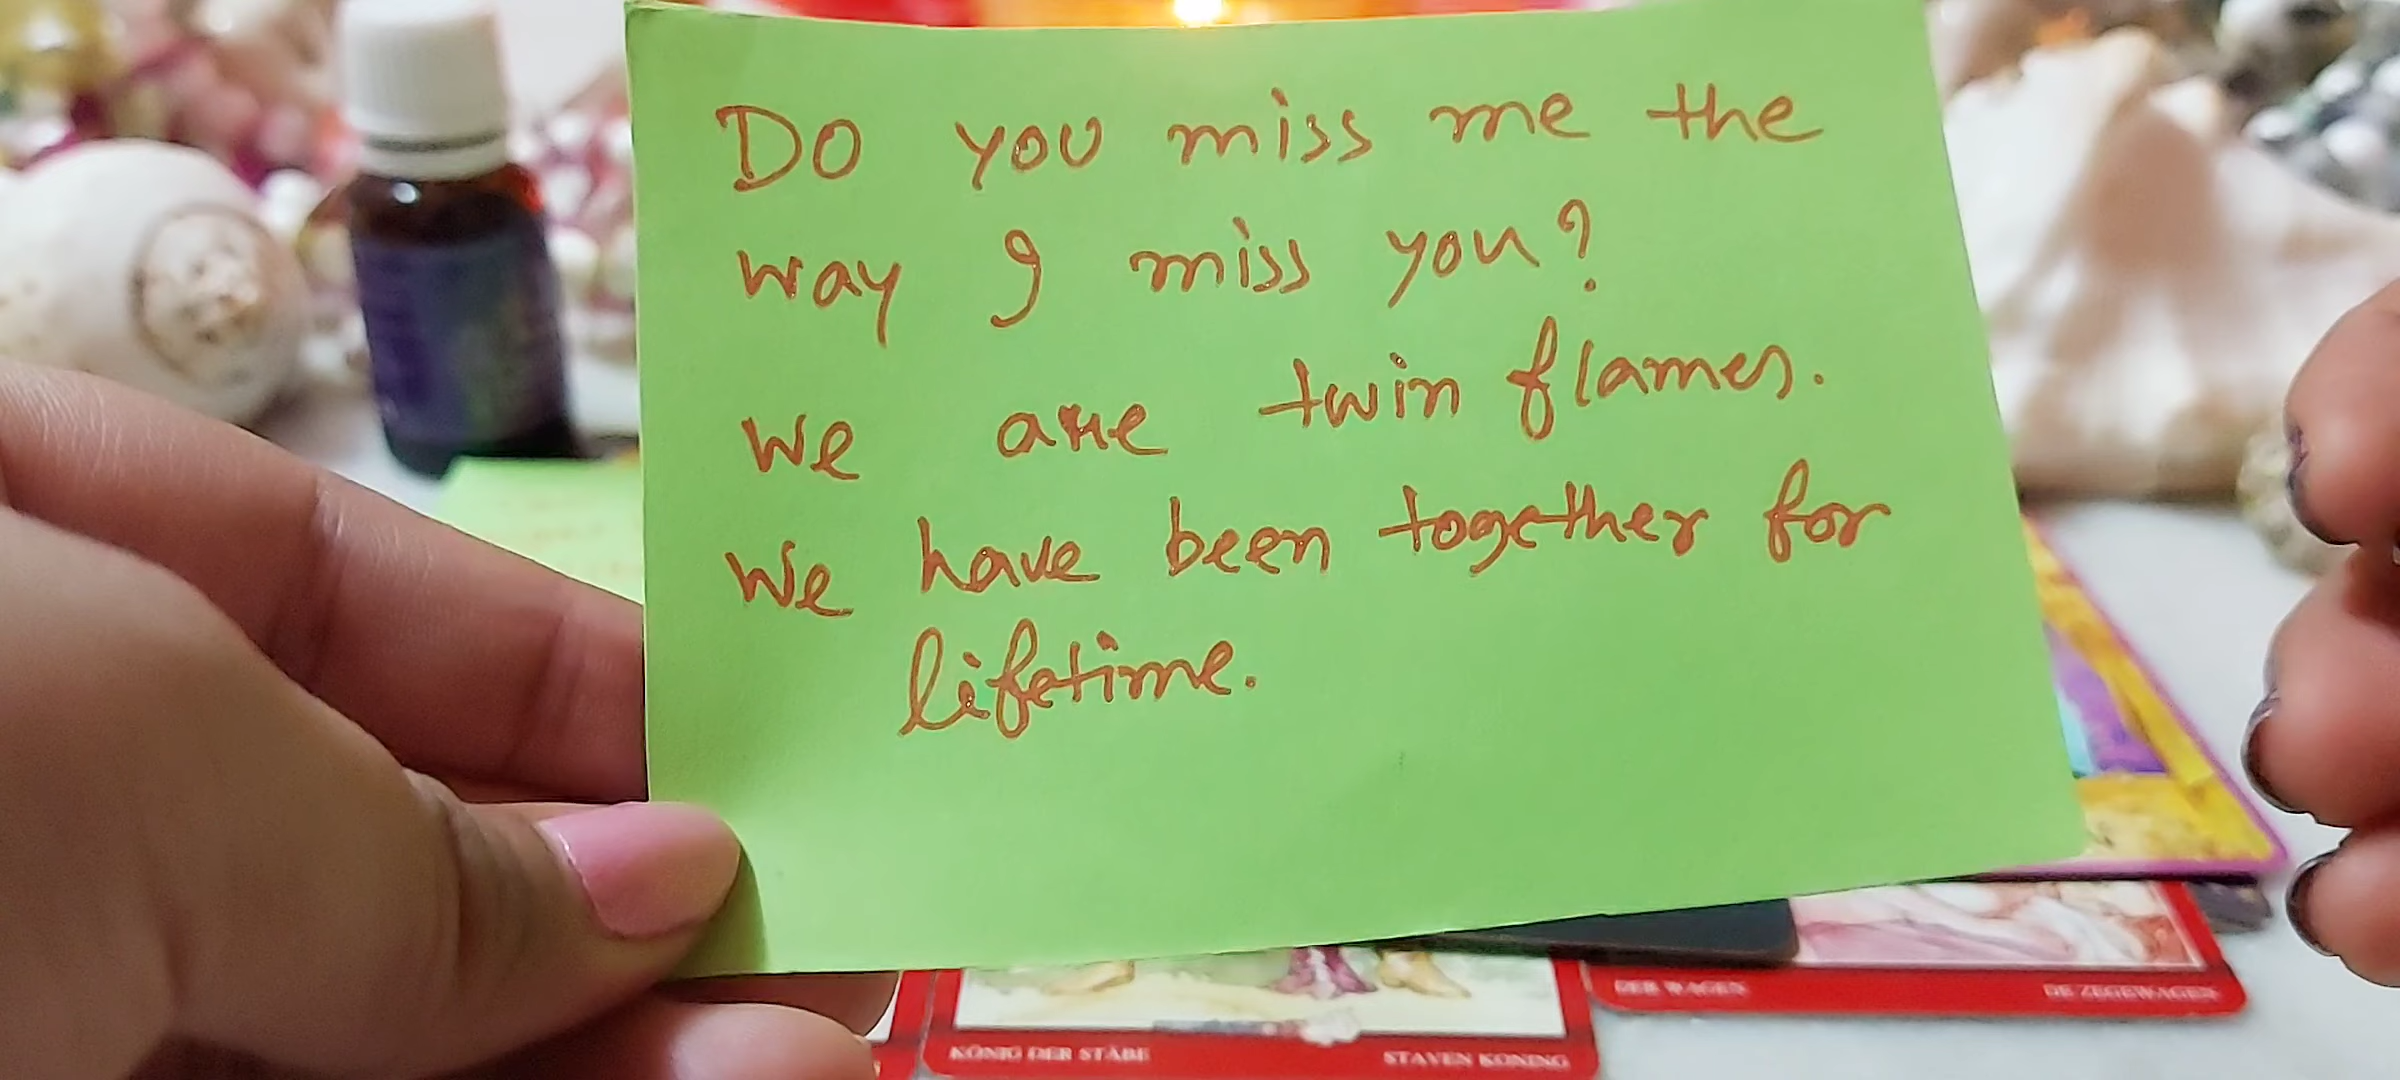 Do you miss me the
way I miss you?
We are twin flames.
We have been together for
lifetime.
KÖNIG DER STÄBE STAVEN KONING
DER WAGEN DE ZEGEWAGEN